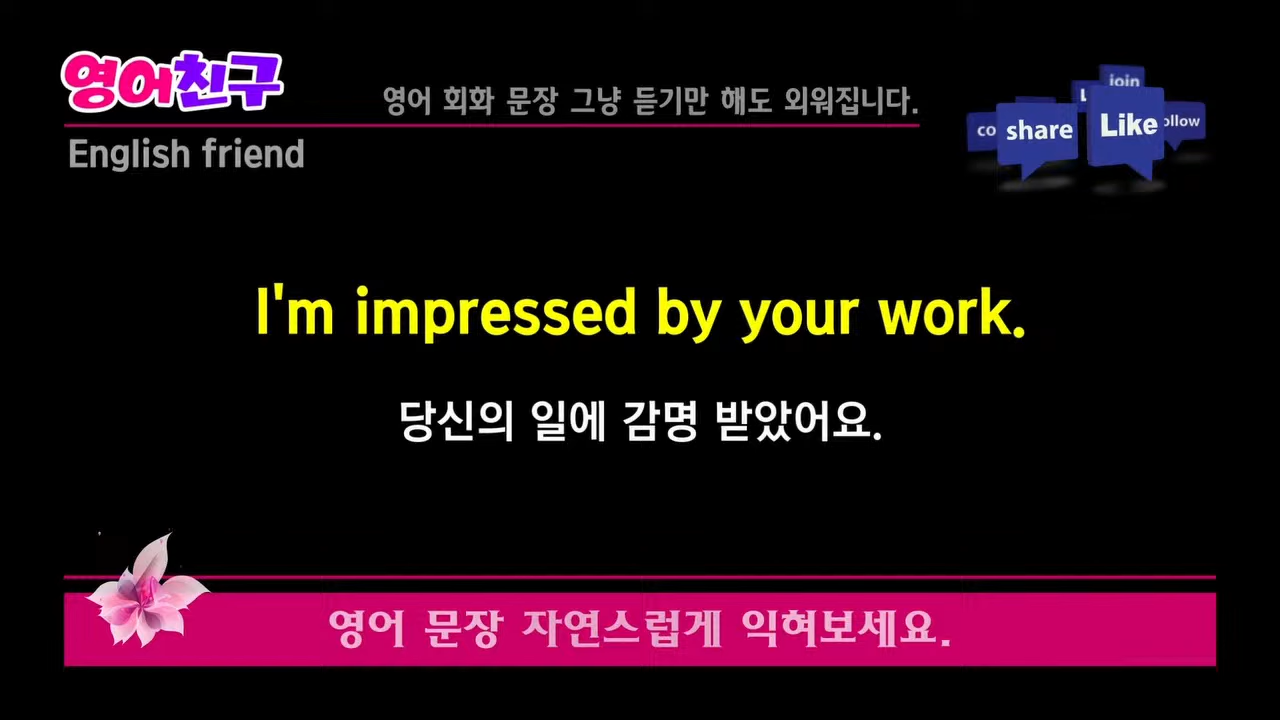 영어친구
영어 회화 문장 그냥 듣기만 해도 외워집니다.
English friend
join
share
Like
I'm impressed by your work.
당신의 일에 감명 받았어요.
영어 문장 자연스럽게 익혀보세요.